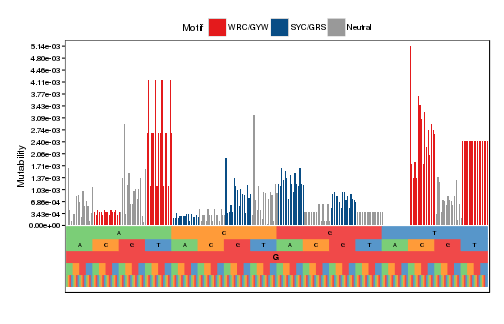 Motif WRC/GYW SYC/GRS Neutral
5.14e-03
4.80e-03
4.46e-03
4.11e-03
3.77e-03
3.43e-03
3.09e-03
2.74e-03
2.40e-03
2.06e-03
1.71e-03
1.37e-03
1.03e-03
6.86e-04
3.43e-04
0.00e+00
Mutability
A C G T
A C G T A C G T A C G T A C G T
G